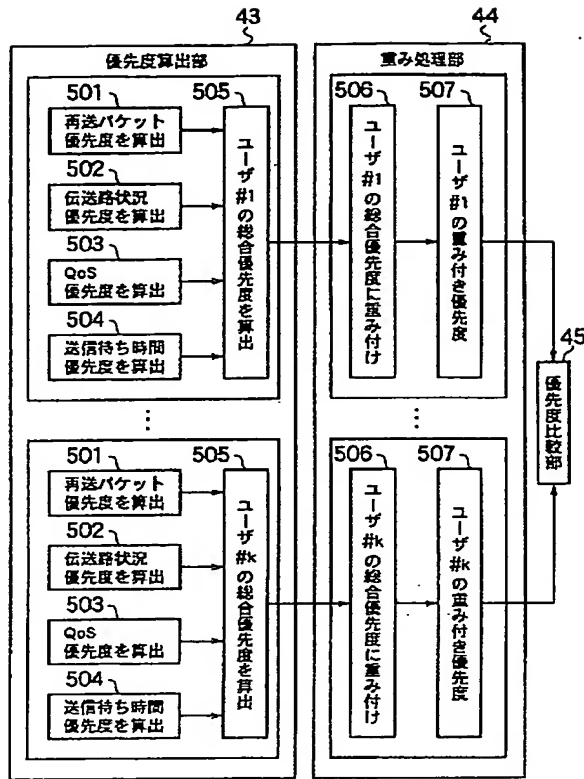 43
44
優先度算出部
重み処理部
501
505
再送パケット
優先度を算出
502
伝送路状況
優先度を算出
503
QoS
優先度を算出
504
送信待ち時間
優先度を算出
ユーザ#1の総合優先度を算出
506
507
ユーザ#1の総合優先度に重み付け
ユーザ#1の重み付き優先度
45
優先度比較部
⋮
⋮
501
505
再送パケット
優先度を算出
502
伝送路状況
優先度を算出
503
QoS
優先度を算出
504
送信待ち時間
優先度を算出
ユーザ#kの総合優先度を算出
506
507
ユーザ#kの総合優先度に重み付け
ユーザ#kの重み付き優先度